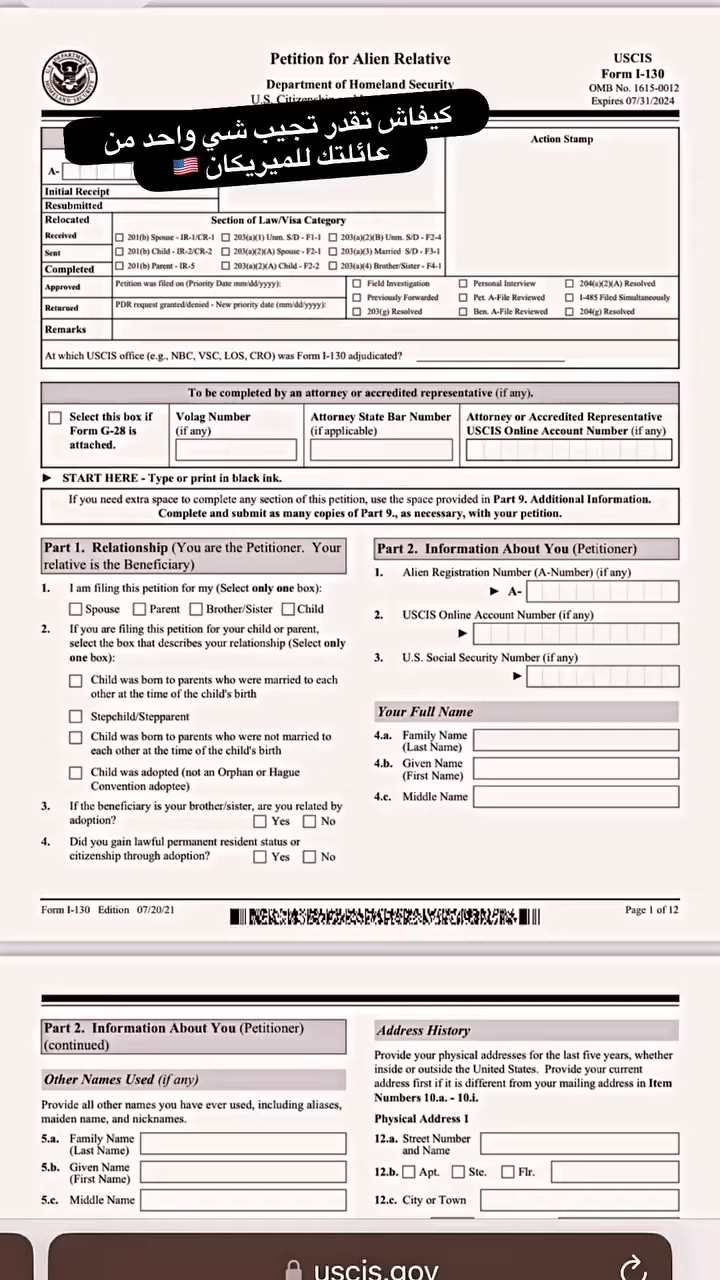 Petition for Alien Relative
Department of Homeland Security
USCIS
Form I-130
OMB No. 1615-0012
Expires 07/31/2024
كيفاش تقدر تجيب شي واحد من
عائلتك للميريكان 🇺🇸
Action Stamp
A-
Initial Receipt
Resubmitted
Relocated
Received
Sent
Completed
Approved
Returned
Section of Law/Visa Category
201(b) Spouse - IR-1/CR-1
203(a)(1) Unm. S/D - F1-1
203(a)(2)(B) Unm. S/D - F2-4
201(b) Child - IR-2/CR-2
203(a)(2)(A) Spouse - F2-1
203(a)(3) Married S/D - F3-1
201(b) Parent - IR-5
203(a)(2)(A) Child - F2-2
203(a)(4) Brother/Sister - F4-1
Petition was filed on (Priority Date mm/dd/yyyy):
PDR request granted/denied - New priority date (mm/dd/yyyy):
Field Investigation
Personal Interview
204(a)(2)(A) Resolved
Previously Forwarded
Pet. A-File Reviewed
I-485 Filed Simultaneously
203(g) Resolved
Ben. A-File Reviewed
204(g) Resolved
Remarks
At which USCIS office (e.g., NBC, VSC, LOS, CRO) was Form I-130 adjudicated?
To be completed by an attorney or accredited representative (if any).
Select this box if
Form G-28 is
attached.
Volag Number
(if any)
Attorney State Bar Number
(if applicable)
Attorney or Accredited Representative
USCIS Online Account Number (if any)
► START HERE - Type or print in black ink.
If you need extra space to complete any section of this petition, use the space provided in Part 9. Additional Information.
Complete and submit as many copies of Part 9., as necessary, with your petition.
Part 1. Relationship (You are the Petitioner. Your
relative is the Beneficiary)
1. I am filing this petition for my (Select only one box):
Spouse Parent Brother/Sister Child
2. If you are filing this petition for your child or parent,
select the box that describes your relationship (Select only
one box):
Child was born to parents who were married to each
other at the time of the child's birth
Stepchild/Stepparent
Child was born to parents who were not married to
each other at the time of the child's birth
Child was adopted (not an Orphan or Hague
Convention adoptee)
3. If the beneficiary is your brother/sister, are you related by
adoption? Yes No
4. Did you gain lawful permanent resident status or
citizenship through adoption? Yes No
Part 2. Information About You (Petitioner)
1. Alien Registration Number (A-Number) (if any)
► A-
2. USCIS Online Account Number (if any)
►
3. U.S. Social Security Number (if any)
►
Your Full Name
4.a. Family Name
(Last Name)
4.b. Given Name
(First Name)
4.c. Middle Name
Form I-130 Edition 07/20/21
Page 1 of 12
Part 2. Information About You (Petitioner)
(continued)
Other Names Used (if any)
Provide all other names you have ever used, including aliases,
maiden name, and nicknames.
5.a. Family Name
(Last Name)
5.b. Given Name
(First Name)
5.c. Middle Name
Address History
Provide your physical addresses for the last five years, whether
inside or outside the United States. Provide your current
address first if it is different from your mailing address in Item
Numbers 10.a. - 10.i.
Physical Address 1
12.a. Street Number
and Name
12.b. Apt. Ste. Flr.
12.c. City or Town
uscis.gov